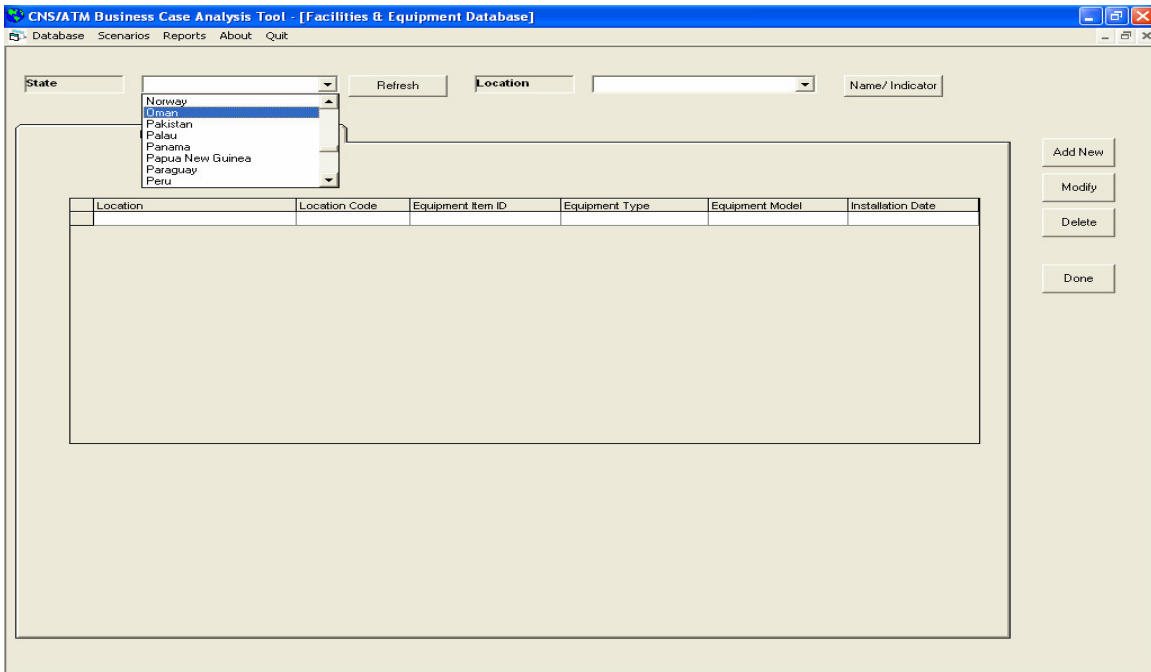 CNS/ATM Business Case Analysis Tool - [Facilities & Equipment Database]
Database Scenarios Reports About Quit
State Refresh Location Name/ Indicator
Norway
Oman
Pakistan
Palau
Panama
Papua New Guinea
Paraguay
Peru
Add New
Modify
Delete
Done
Location Location Code Equipment Item ID Equipment Type Equipment Model Installation Date